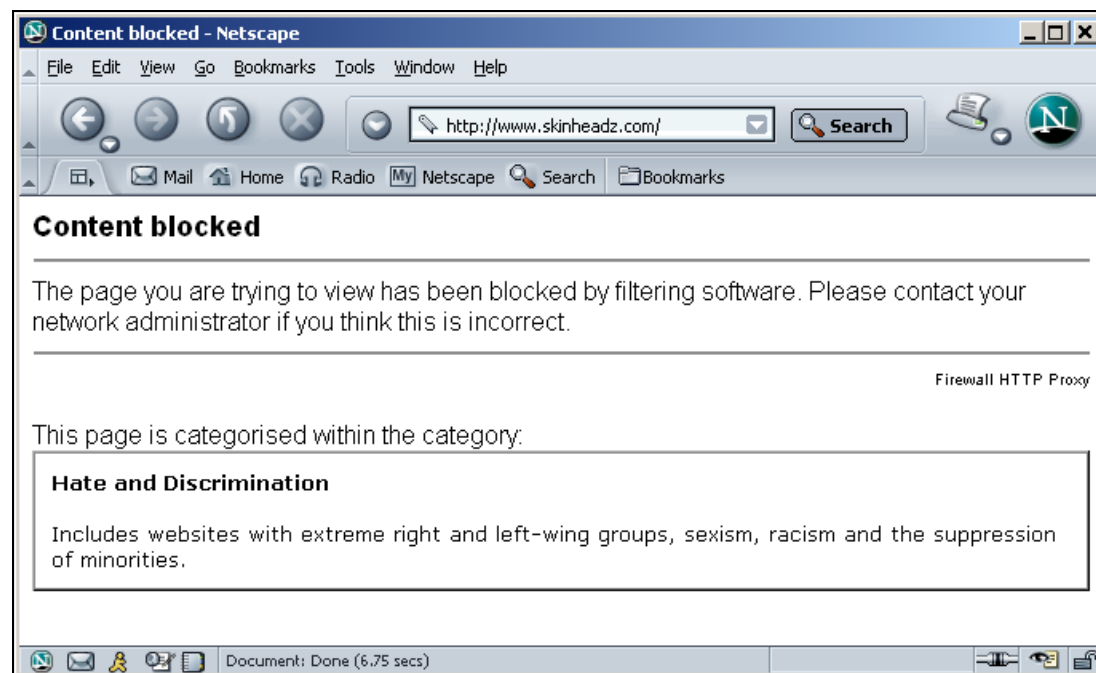 Content blocked - Netscape
File Edit View Go Bookmarks Tools Window Help
http://www.skinheadz.com/ Search N
Mail Home Radio My Netscape Search Bookmarks
Content blocked
The page you are trying to view has been blocked by filtering software. Please contact your
network administrator if you think this is incorrect.
Firewall HTTP Proxy
This page is categorised within the category:
Hate and Discrimination
Includes websites with extreme right and left-wing groups, sexism, racism and the suppression
of minorities.
Document: Done (6.75 secs)